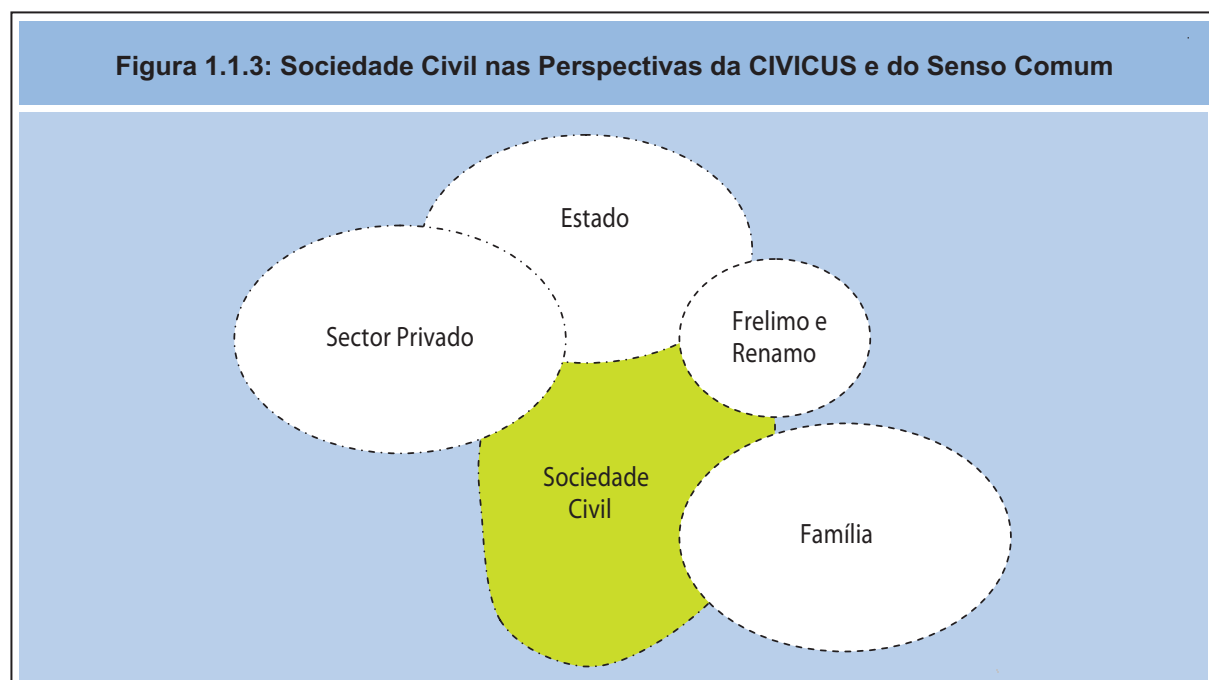 Figura 1.1.3: Sociedade Civil nas Perspectivas da CIVICUS e do Senso Comum
Estado
Sector Privado
Frelimo e
Renamo
Sociedade
Civil
Família